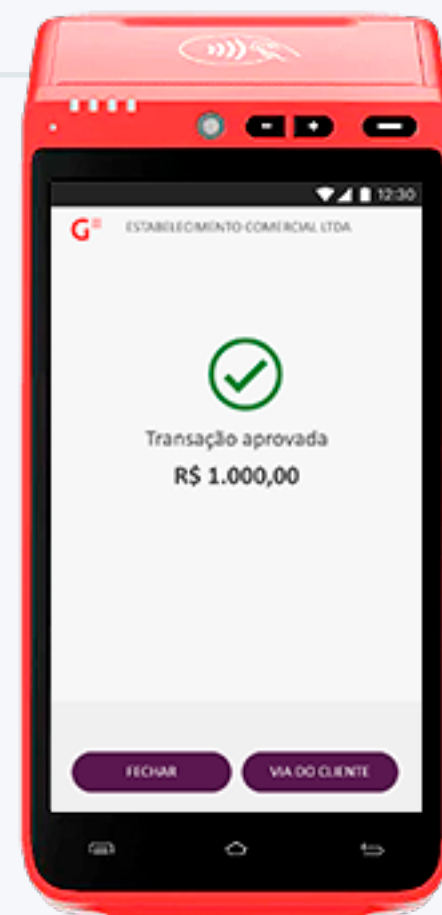 12:30
G
ESTABELECIMENTO COMERCIAL LTDA
Transação aprovada
R$ 1.000,00
FECHAR
VIA DO CLIENTE